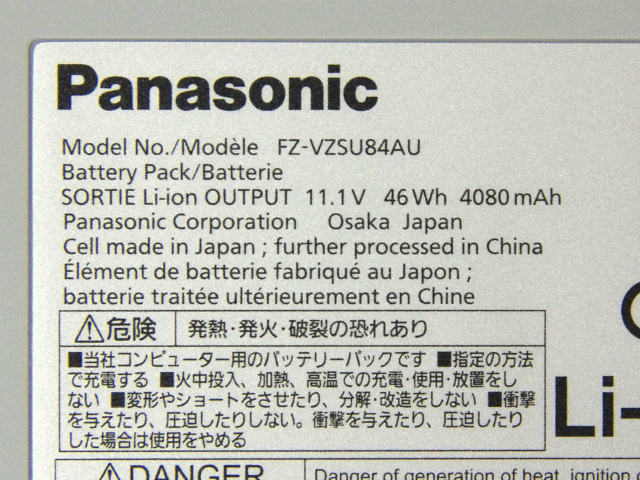 Panasonic
Model No./Modèle FZ-VZSU84AU
Battery Pack/Batterie
SORTIE Li-ion OUTPUT 11.1V 46Wh 4080mAh
Panasonic Corporation Osaka Japan
Cell made in Japan ; further processed in China
Élément de batterie fabriqué au Japon ;
batterie traitée ultérieurement en Chine
⚠危険 発熱·発火·破裂の恐れあり
■当社コンピューター用のバッテリーパックです ■指定の方法
で充電する ■火中投入、加熱、高温での充電·使用·放置をし
ない ■変形やショートをさせたり、分解·改造をしない ■衝撃
を与えたり、圧迫したりしない。衝撃を与えたり、圧迫したり
した場合は使用をやめる
Li-
⚠DANGER Danger of generation of heat, ignition